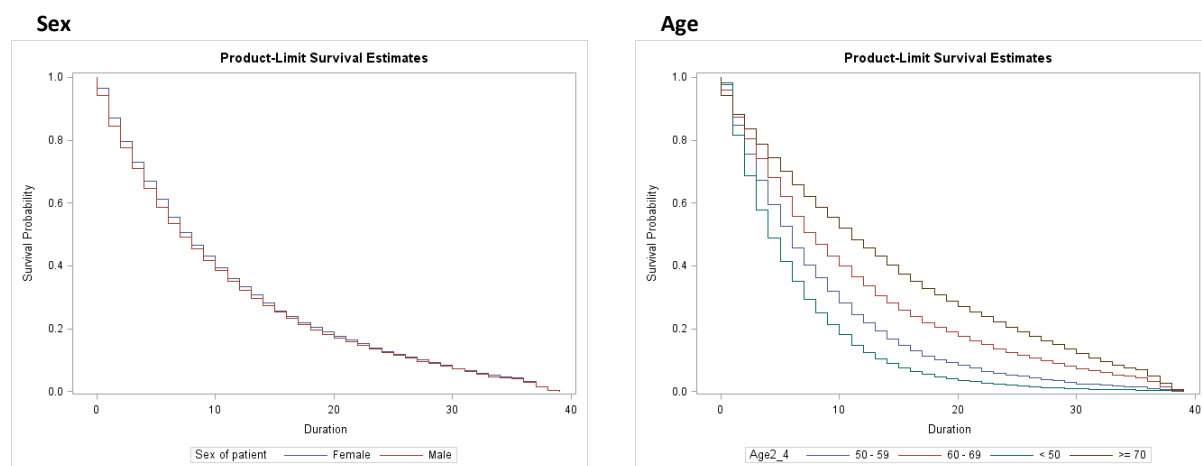 Sex
Product-Limit Survival Estimates
1.0
0.8
0.6
0.4
0.2
0.0
Survival Probability
0 10 20 30 40
Duration
Sex of patient Female Male
Age
Product-Limit Survival Estimates
1.0
0.8
0.6
0.4
0.2
0.0
Survival Probability
0 10 20 30 40
Duration
Age2_4 50 - 59 60 - 69 < 50 >= 70